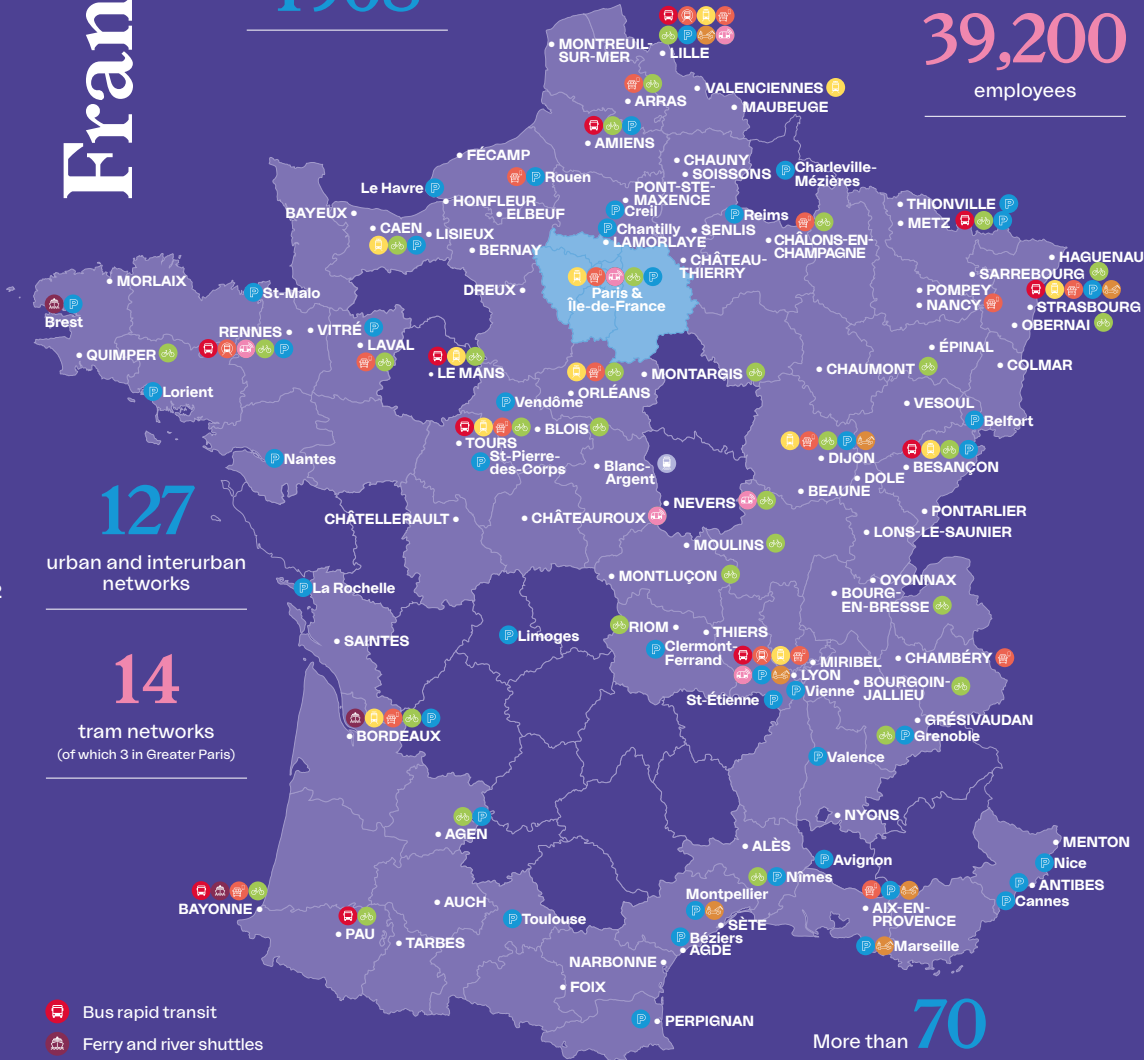 1968
39,200
employees
Fran
MONTREUIL-
SUR-MER
LILLE
VALENCIENNES
MAUBEUGE
ARRAS
AMIENS
FÉCAMP
CHAUNY
SOISSONS
Charleville-
Mézières
Le Havre
Rouen
PONT-STE-
MAXENCE
HONFLEUR
ELBEUF
Creil
Reims
THIONVILLE
METZ
BAYEUX
CAEN
LISIEUX
Chantilly
SENLIS
LAMORLAYE
CHÂLONS-EN-
CHAMPAGNE
BERNAY
CHÂTEAU-
THIERRY
HAGUENAU
SARREBOURG
MORLAIX
St-Malo
DREUX
Paris &
Île-de-France
POMPEY
NANCY
STRASBOURG
OBERNAI
Brest
RENNES
VITRÉ
LAVAL
QUIMPER
LE MANS
ÉPINAL
COLMAR
CHAUMONT
MONTARGIS
ORLÉANS
Lorient
Vendôme
VESOUL
Belfort
BLOIS
TOURS
St-Pierre-
des-Corps
Nantes
Blanc-
Argent
DIJON
BESANÇON
DOLE
BEAUNE
127
urban and interurban
networks
NEVERS
PONTARLIER
CHÂTELLERAULT
CHÂTEAUROUX
LONS-LE-SAUNIER
MOULINS
MONTLUÇON
OYONNAX
BOURG-
EN-BRESSE
La Rochelle
SAINTES
Limoges
RIOM
THIERS
Clermont-
Ferrand
MIRIBEL
LYON
CHAMBÉRY
BOURGOIN-
JALLIEU
Vienne
St-Étienne
14
tram networks
(of which 3 in Greater Paris)
BORDEAUX
GRÉSIVAUDAN
Grenoble
Valence
NYONS
AGEN
ALÈS
MENTON
Avignon
Nice
Nîmes
ANTIBES
Cannes
Montpellier
BAYONNE
AUCH
AIX-EN-
PROVENCE
PAU
Toulouse
SÈTE
TARBES
Béziers
AGDE
Marseille
NARBONNE
FOIX
PERPIGNAN
Bus rapid transit
Ferry and river shuttles
More than 70